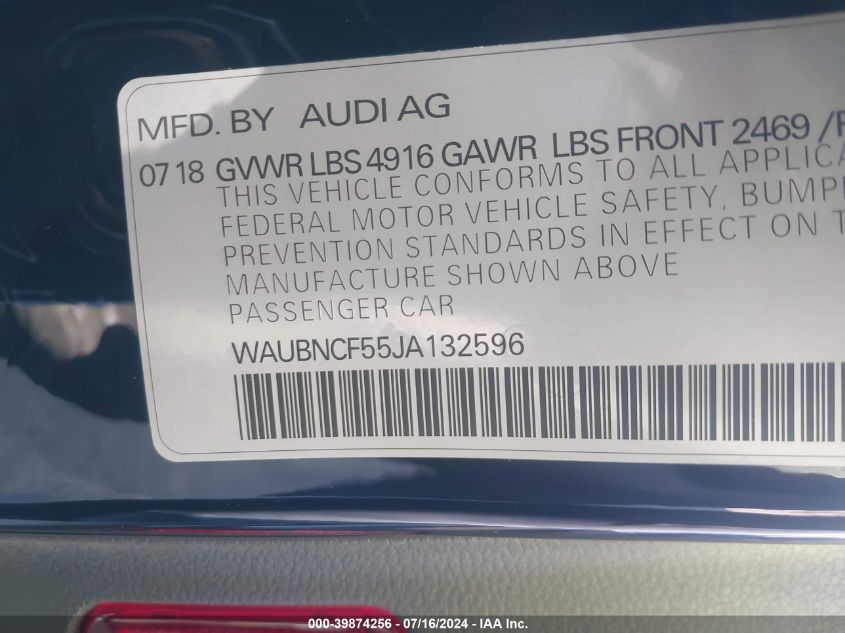 MFD. BY AUDI AG
07 18 GVWR LBS 4916 GAWR LBS FRONT 2469 /
THIS VEHICLE CONFORMS TO ALL
FEDERAL MOTOR VEHICLE SAFETY,
PREVENTION STANDARDS IN EFFECT ON
MANUFACTURE SHOWN ABOVE
PASSENGER CAR
WAUBNCF55JA132596
000-39874256 - 07/16/2024 - IAA Inc.